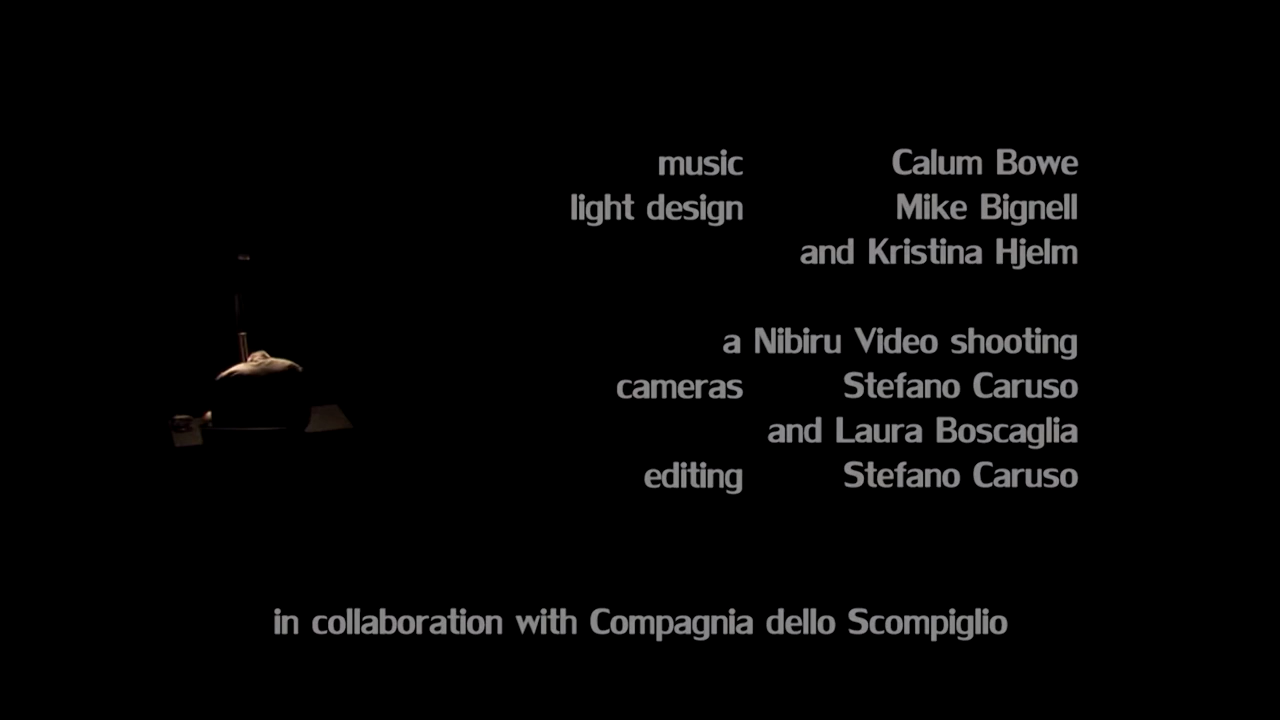 music Calum Bowe
light design Mike Bignell
and Kristina Hjelm
a Nibiru Video shooting
cameras Stefano Caruso
and Laura Boscaglia
editing Stefano Caruso
in collaboration with Compagnia dello Scompiglio